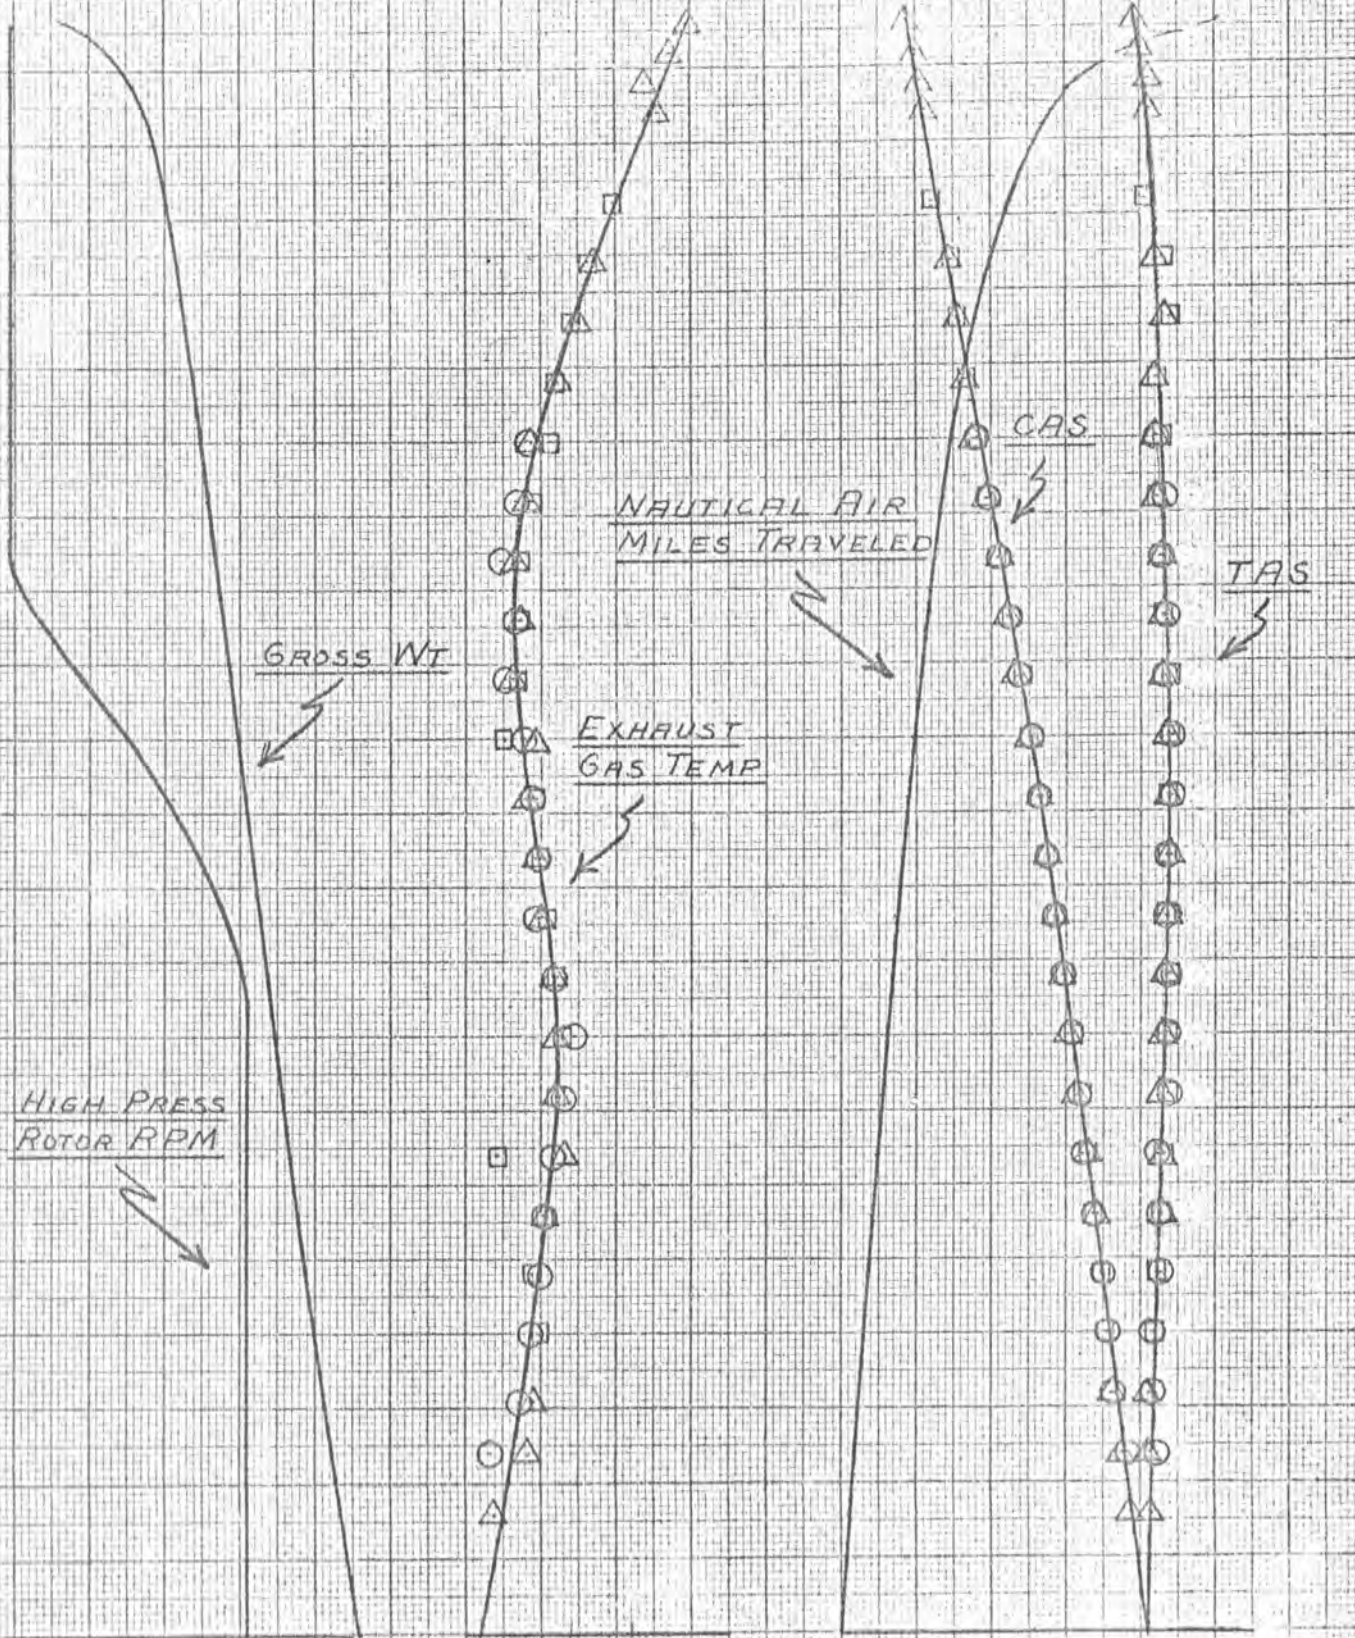 CAS
NAUTICAL AIR
MILES TRAVELED
TAS
GROSS WT
EXHAUST
GAS TEMP
HIGH PRESS
ROTOR RPM